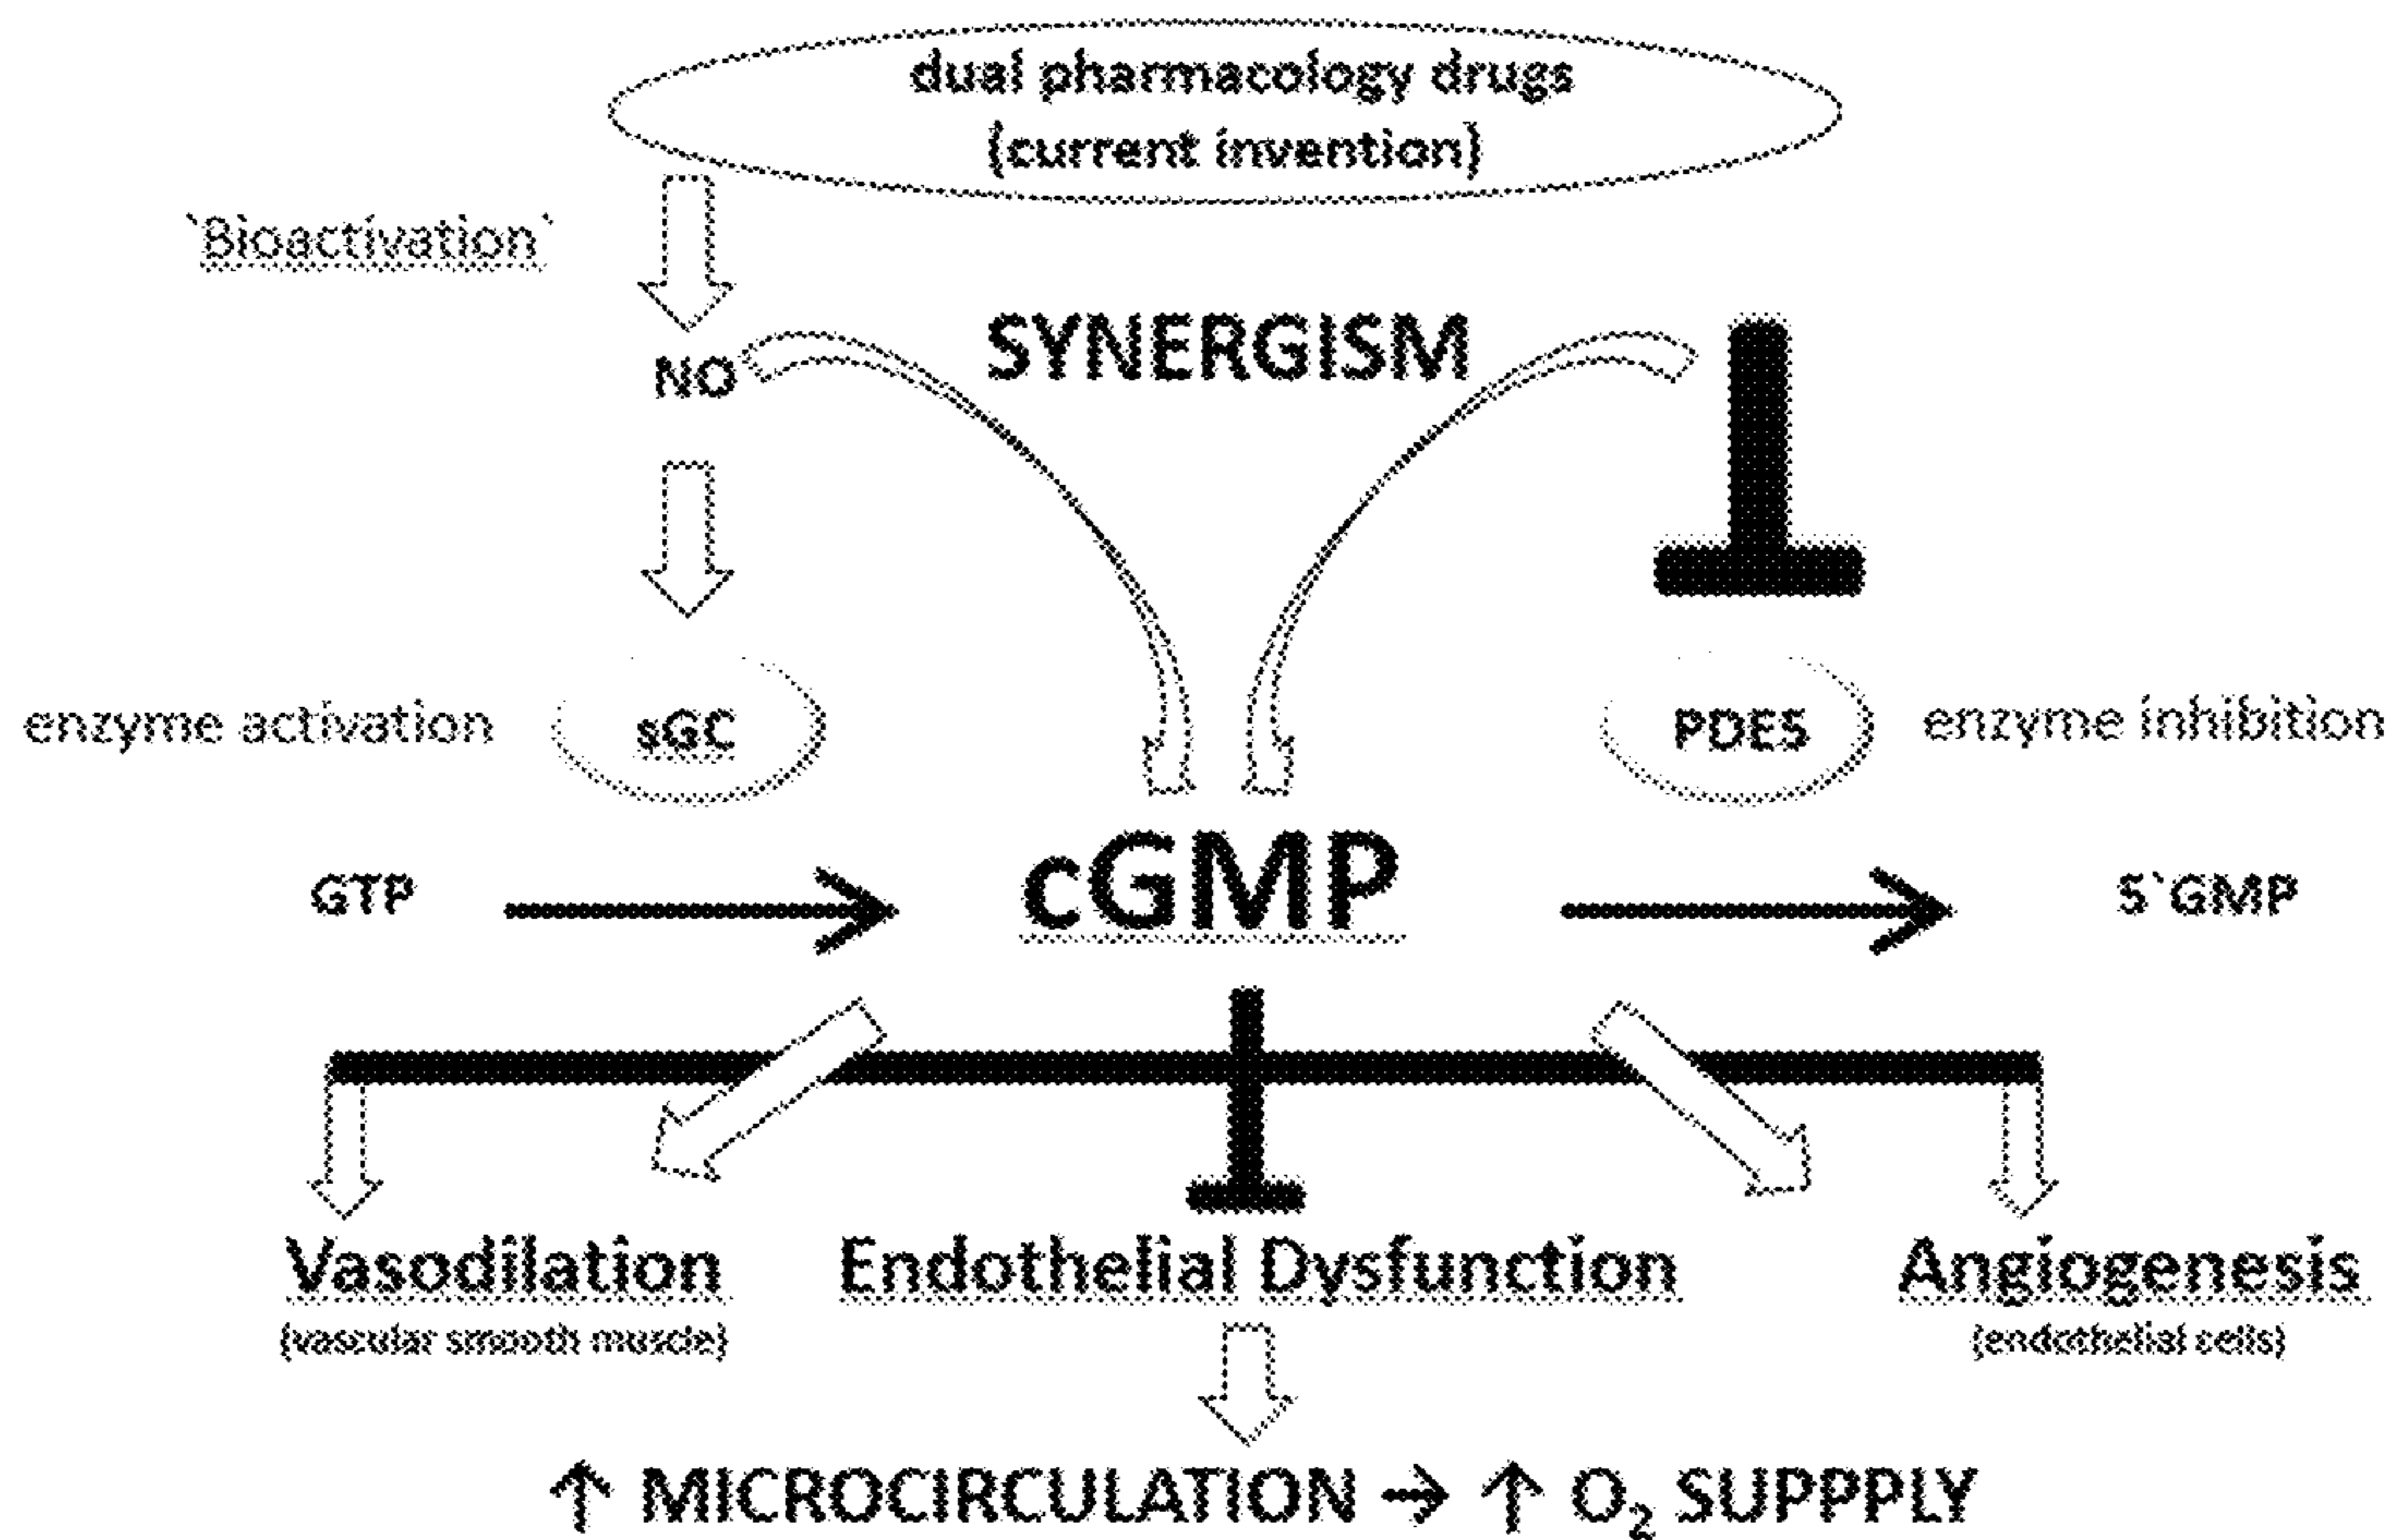 dual pharmacology drugs
(current invention)
`Bioactivation`
SYNERGISM
NO
enzyme activation
sGC
PDE5
enzyme inhibition
GTP
cGMP
5`GMP
Vasodilation
(vascular smooth muscle)
Endothelial Dysfunction
Angiogenesis
(endothelial cells)
↑ MICROCIRCULATION → ↑ O₂ SUPPPLY